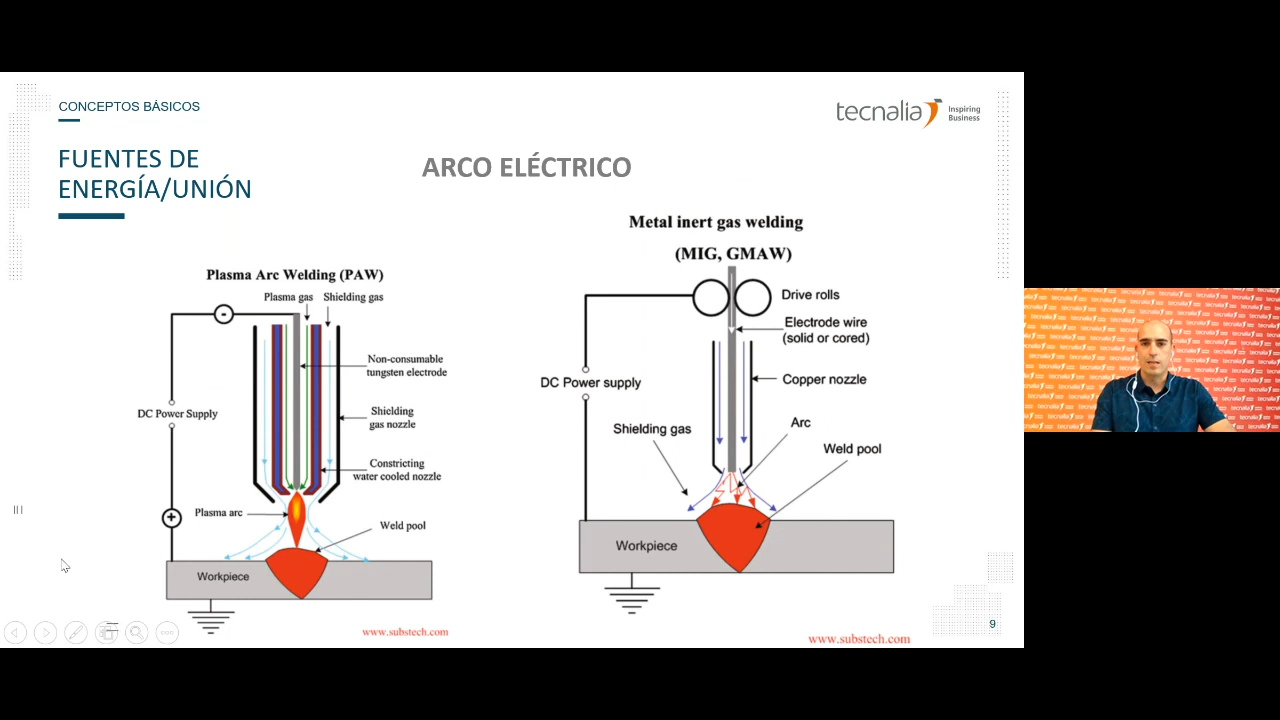 CONCEPTOS BÁSICOS
tecnalia
Inspiring
Business
FUENTES DE
ENERGÍA/UNIÓN
ARCO ELÉCTRICO
Plasma Arc Welding (PAW)
Plasma gas
Shielding gas
-
Non-consumable
tungsten electrode
DC Power Supply
Shielding
gas nozzle
Constricting
water cooled nozzle
Plasma arc
+
Weld pool
Workpiece
www.substech.com
Metal inert gas welding
(MIG, GMAW)
Drive rolls
Electrode wire
(solid or cored)
DC Power supply
Copper nozzle
Shielding gas
Arc
Weld pool
Workpiece
www.substech.com
9